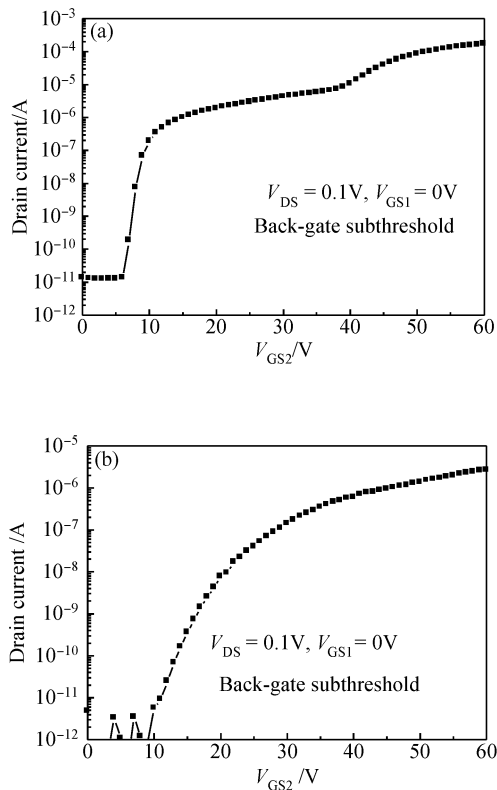 (a)
10⁻³
10⁻⁴
10⁻⁵
10⁻⁶
10⁻⁷
10⁻⁸
10⁻⁹
10⁻¹⁰
10⁻¹¹
10⁻¹²
Drain current/A
V_DS = 0.1V, V_GS1 = 0V
Back-gate subthreshold
0 10 20 30 40 50 60
V_GS2/V
(b)
10⁻⁵
10⁻⁶
10⁻⁷
10⁻⁸
10⁻⁹
10⁻¹⁰
10⁻¹¹
10⁻¹²
Drain current /A
V_DS = 0.1V, V_GS1 = 0V
Back-gate subthreshold
0 10 20 30 40 50 60
V_GS2/V